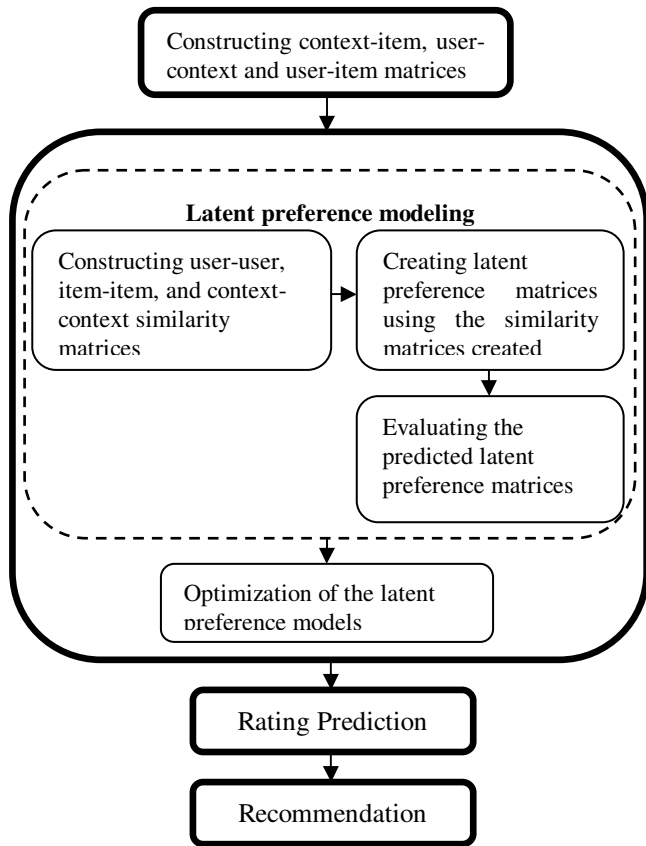 Constructing context-item, user-
context and user-item matrices
Latent preference modeling
Constructing user-user,
item-item, and context-
context similarity
matrices
Creating latent
preference matrices
using the similarity
matrices created
Evaluating the
predicted latent
preference matrices
Optimization of the latent
preference models
Rating Prediction
Recommendation